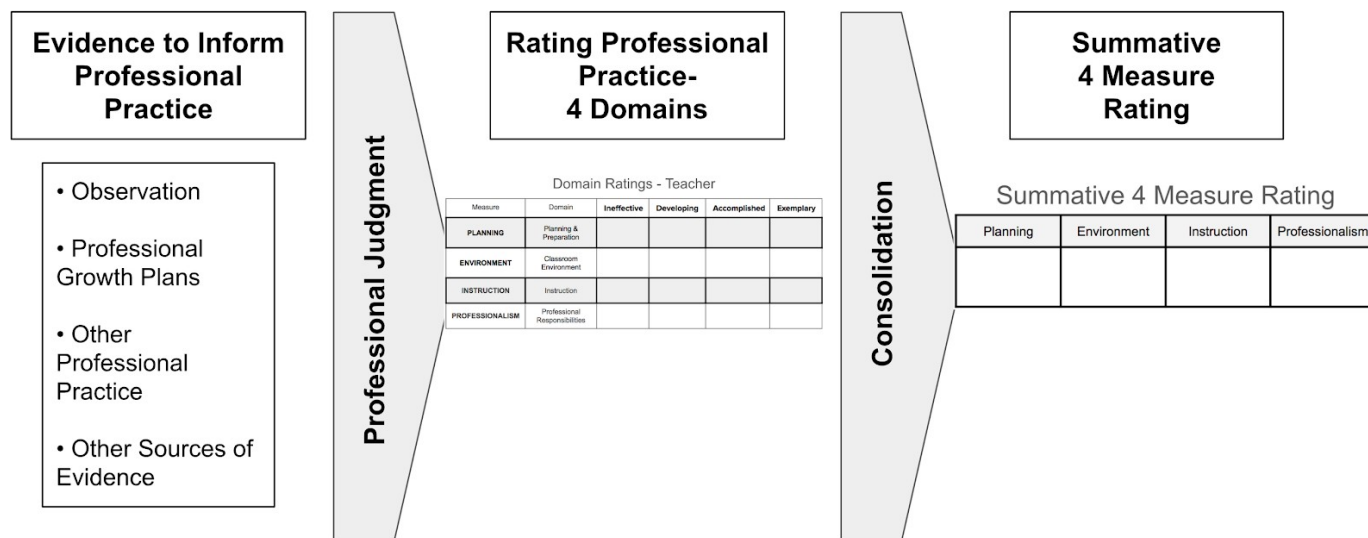 Evidence to Inform
Professional
Practice
• Observation
• Professional
Growth Plans
• Other
Professional
Practice
• Other Sources of
Evidence
Professional Judgment
Rating Professional
Practice-
4 Domains
Domain Ratings - Teacher
Measure Domain Ineffective Developing Accomplished Exemplary
PLANNING Planning &
Preparation
ENVIRONMENT Classroom
Environment
INSTRUCTION Instruction
PROFESSIONALISM Professional
Responsibilities
Consolidation
Summative
4 Measure
Rating
Summative 4 Measure Rating
Planning Environment Instruction Professionalism